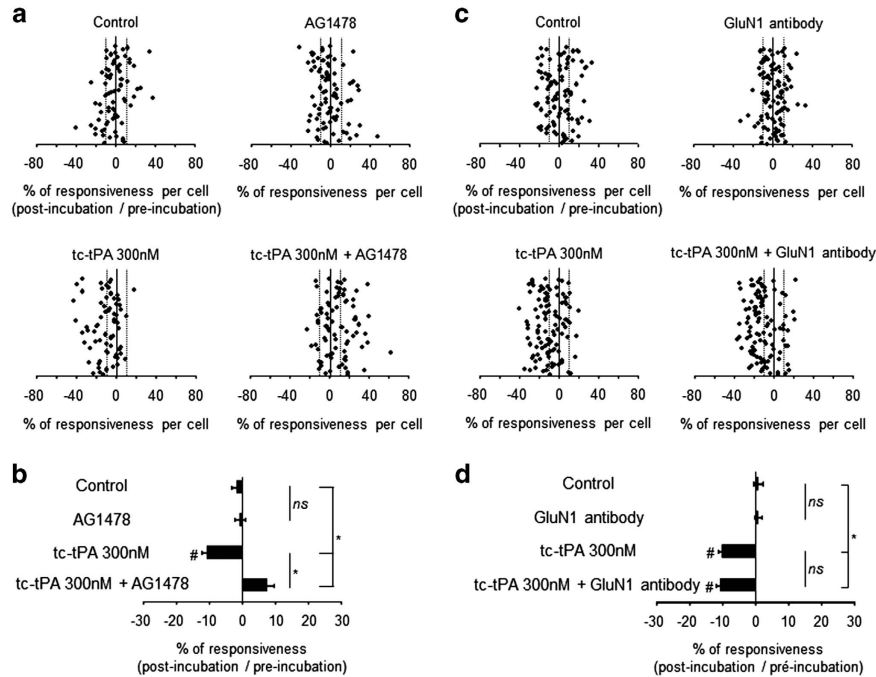 a
Control
AG1478
-80 -40 0 40 80
-80 -40 0 40 80
% of responsiveness per cell
(post-incubation / pre-incubation)
% of responsiveness per cell
tc-tPA 300nM
tc-tPA 300nM + AG1478
-80 -40 0 40 80
-80 -40 0 40 80
% of responsiveness per cell
% of responsiveness per cell
c
Control
GluN1 antibody
-80 -40 0 40 80
-80 -40 0 40 80
% of responsiveness per cell
(post-incubation / pre-incubation)
% of responsiveness per cell
tc-tPA 300nM
tc-tPA 300nM + GluN1 antibody
-80 -40 0 40 80
-80 -40 0 40 80
% of responsiveness per cell
% of responsiveness per cell
b
Control
AG1478
ns
tc-tPA 300nM
#
*
tc-tPA 300nM + AG1478
*
-30 -20 -10 0 10 20 30
% of responsiveness
(post-incubation / pre-incubation)
d
Control
GluN1 antibody
ns
tc-tPA 300nM
#
*
tc-tPA 300nM + GluN1 antibody
#
ns
-30 -20 -10 0 10 20 30
% of responsiveness
(post-incubation / pré-incubation)